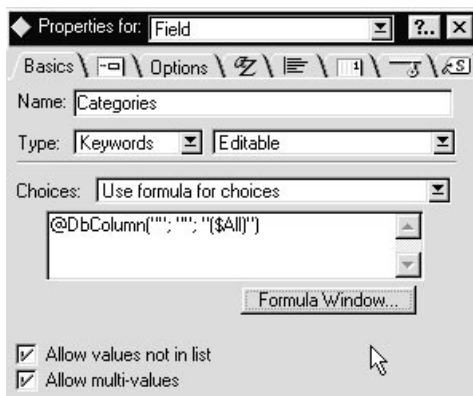 Properties for: Field ?..
Basics Options
Name: Categories
Type: Keywords Editable
Choices: Use formula for choices
@DbColumn(""; ""; "($All)")
Formula Window...
Allow values not in list
Allow multi-values